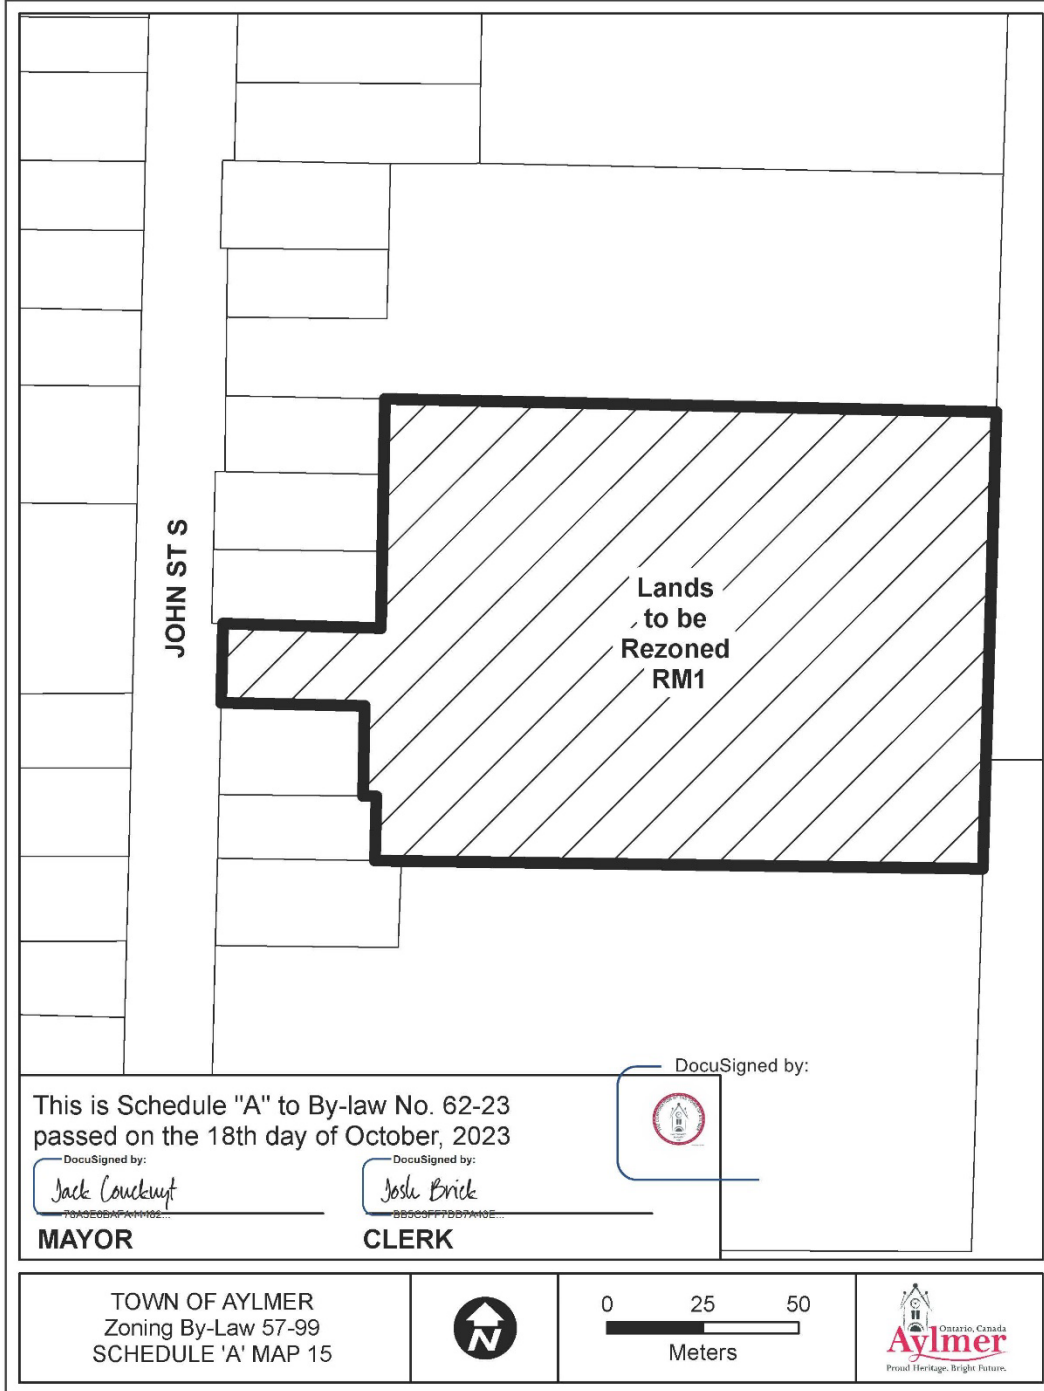 JOHN ST S
Lands
to be
Rezoned
RM1
DocuSigned by:
This is Schedule "A" to By-law No. 62-23
passed on the 18th day of October, 2023
DocuSigned by:
Jack Couckuyt
MAYOR
DocuSigned by:
Josh Brick
CLERK
TOWN OF AYLMER
Zoning By-Law 57-99
SCHEDULE 'A' MAP 15
N
0 25 50
Meters
Ontario, Canada
Aylmer
Proud Heritage. Bright Future.